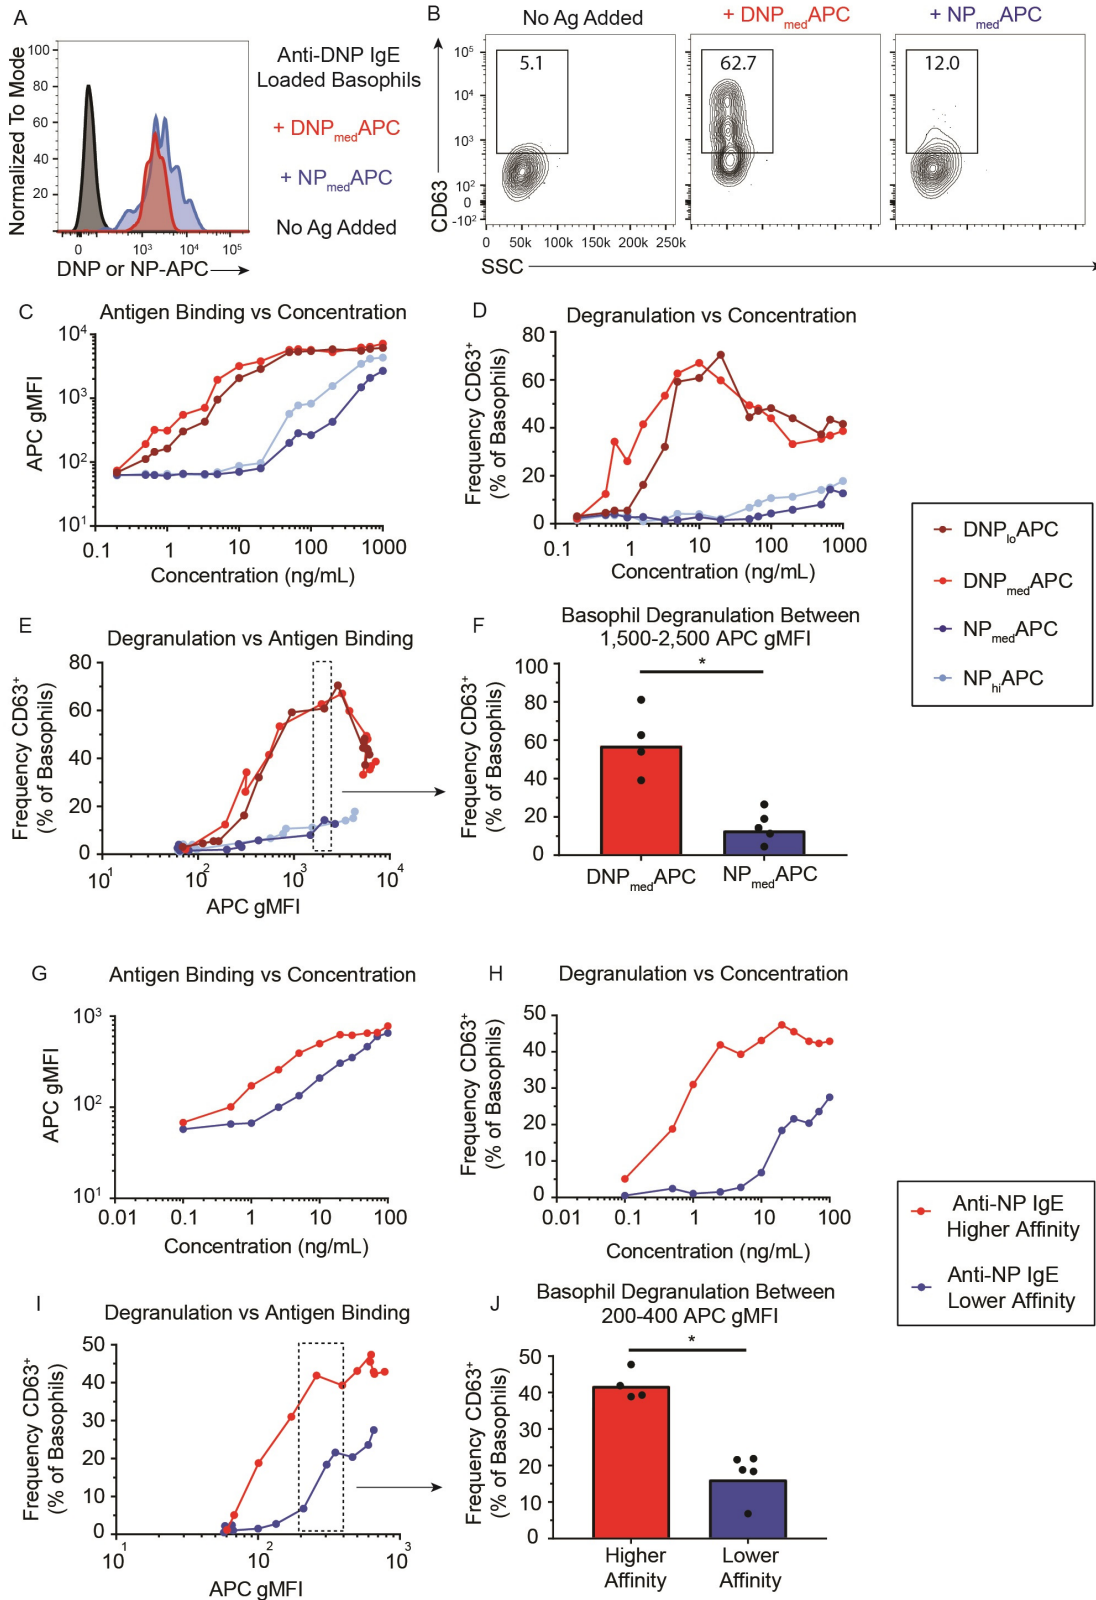 A
Normalized To Mode
100
80
60
40
20
0 10³ 10⁴ 10⁵
DNP or NP-APC
Anti-DNP IgE
Loaded Basophils
+ DNPmedAPC
+ NPmedAPC
No Ag Added
B
No Ag Added
+ DNPmedAPC
+ NPmedAPC
5.1
62.7
12.0
CD63
10⁵
10⁴
10³
10²
0
-10²
0 50k 100k 150k 200k 250k
SSC
C
Antigen Binding vs Concentration
APC gMFI
10⁴
10³
10²
10¹
0.1 1 10 100 1000
Concentration (ng/mL)
D
Degranulation vs Concentration
Frequency CD63⁺
(% of Basophils)
80
60
40
20
0
0.1 1 10 100 1000
Concentration (ng/mL)
DNPloAPC
DNPmedAPC
NPmedAPC
NPhiAPC
E
Degranulation vs Antigen Binding
Frequency CD63⁺
(% of Basophils)
80
60
40
20
0
10¹ 10² 10³ 10⁴
APC gMFI
F
Basophil Degranulation Between
1,500-2,500 APC gMFI
Frequency CD63⁺
(% of Basophils)
100
80
60
40
20
0
*
DNPmedAPC NPmedAPC
G
Antigen Binding vs Concentration
APC gMFI
10³
10²
10¹
0.01 0.1 1 10 100
Concentration (ng/mL)
H
Degranulation vs Concentration
Frequency CD63⁺
(% of Basophils)
50
40
30
20
10
0
0.01 0.1 1 10 100
Concentration (ng/mL)
Anti-NP IgE
Higher Affinity
Anti-NP IgE
Lower Affinity
I
Degranulation vs Antigen Binding
Frequency CD63⁺
(% of Basophils)
50
40
30
20
10
0
10¹ 10² 10³
APC gMFI
J
Basophil Degranulation Between
200-400 APC gMFI
Frequency CD63⁺
(% of Basophils)
50
40
30
20
10
0
*
Higher
Affinity
Lower
Affinity